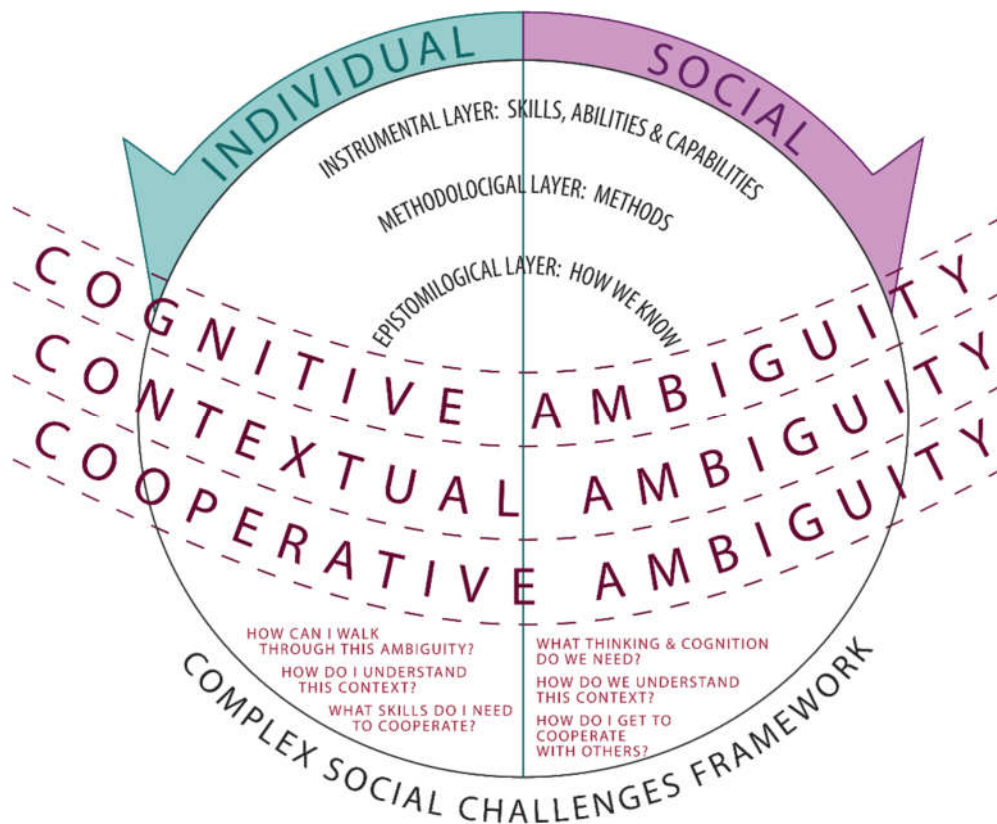 INDIVIDUAL
SOCIAL
INSTRUMENTAL LAYER: SKILLS, ABILITIES & CAPABILITIES
METHODOLOCIGAL LAYER: METHODS
EPISTOMILOGICAL LAYER: HOW WE KNOW
COGNITIVE AMBIGUITY
CONTEXTUAL AMBIGUITY
COOPERATIVE AMBIGUITY
HOW CAN I WALK
THROUGH THIS AMBIGUITY?
HOW DO I UNDERSTAND
THIS CONTEXT?
WHAT SKILLS DO I NEED
TO COOPERATE?
WHAT THINKING & COGNITION
DO WE NEED?
HOW DO WE UNDERSTAND
THIS CONTEXT?
HOW DO I GET TO
COOPERATE
WITH OTHERS?
COMPLEX SOCIAL CHALLENGES FRAMEWORK